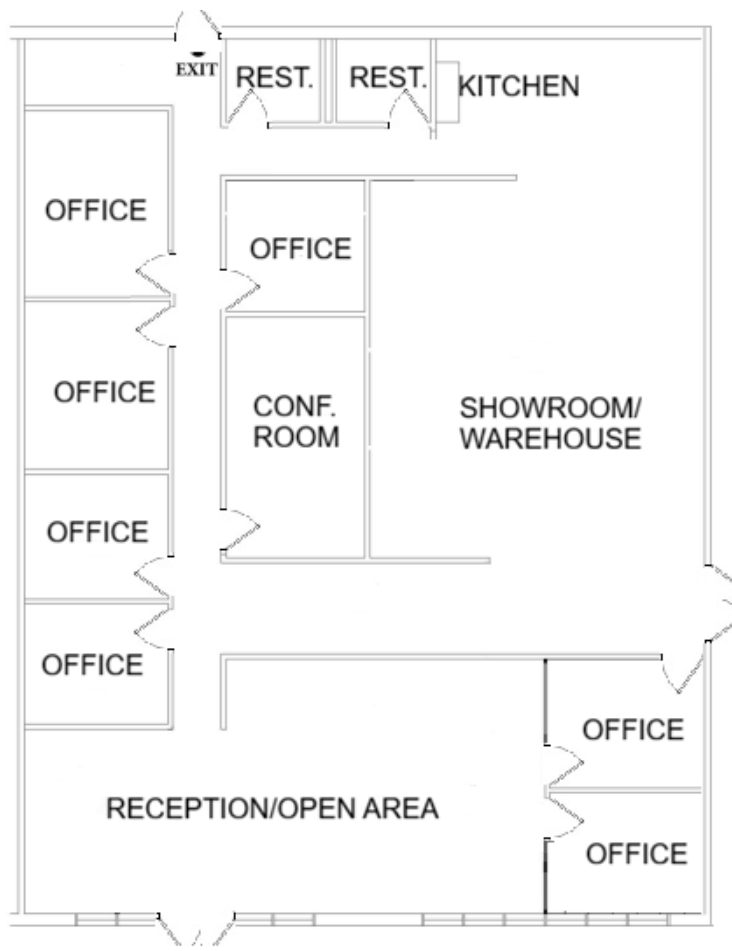 EXIT
REST.
REST.
KITCHEN
OFFICE
OFFICE
OFFICE
CONF.
ROOM
SHOWROOM/
WAREHOUSE
OFFICE
OFFICE
OFFICE
RECEPTION/OPEN AREA
OFFICE